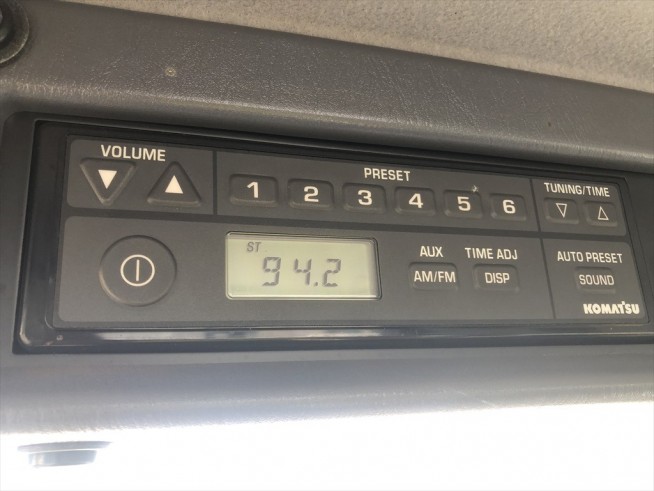 VOLUME
PRESET
TUNING/TIME
1 2 3 4 5 6
ST
94.2
AUX TIME ADJ
AM/FM DISP
AUTO PRESET
SOUND
KOMATSU